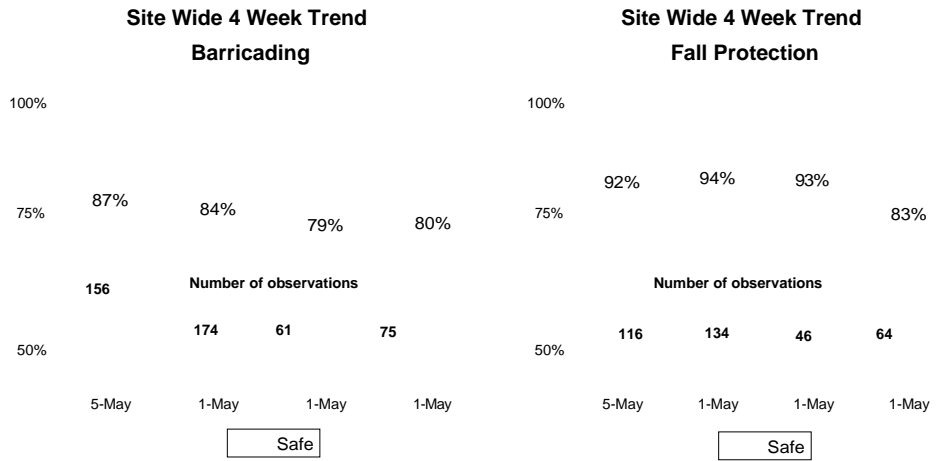 Site Wide 4 Week Trend
Barricading
100%
87%
84%
79%
80%
75%
Number of observations
156
174
61
75
50%
5-May
1-May
1-May
1-May
Safe
Site Wide 4 Week Trend
Fall Protection
100%
92%
94%
93%
83%
75%
Number of observations
116
134
46
64
50%
5-May
1-May
1-May
1-May
Safe